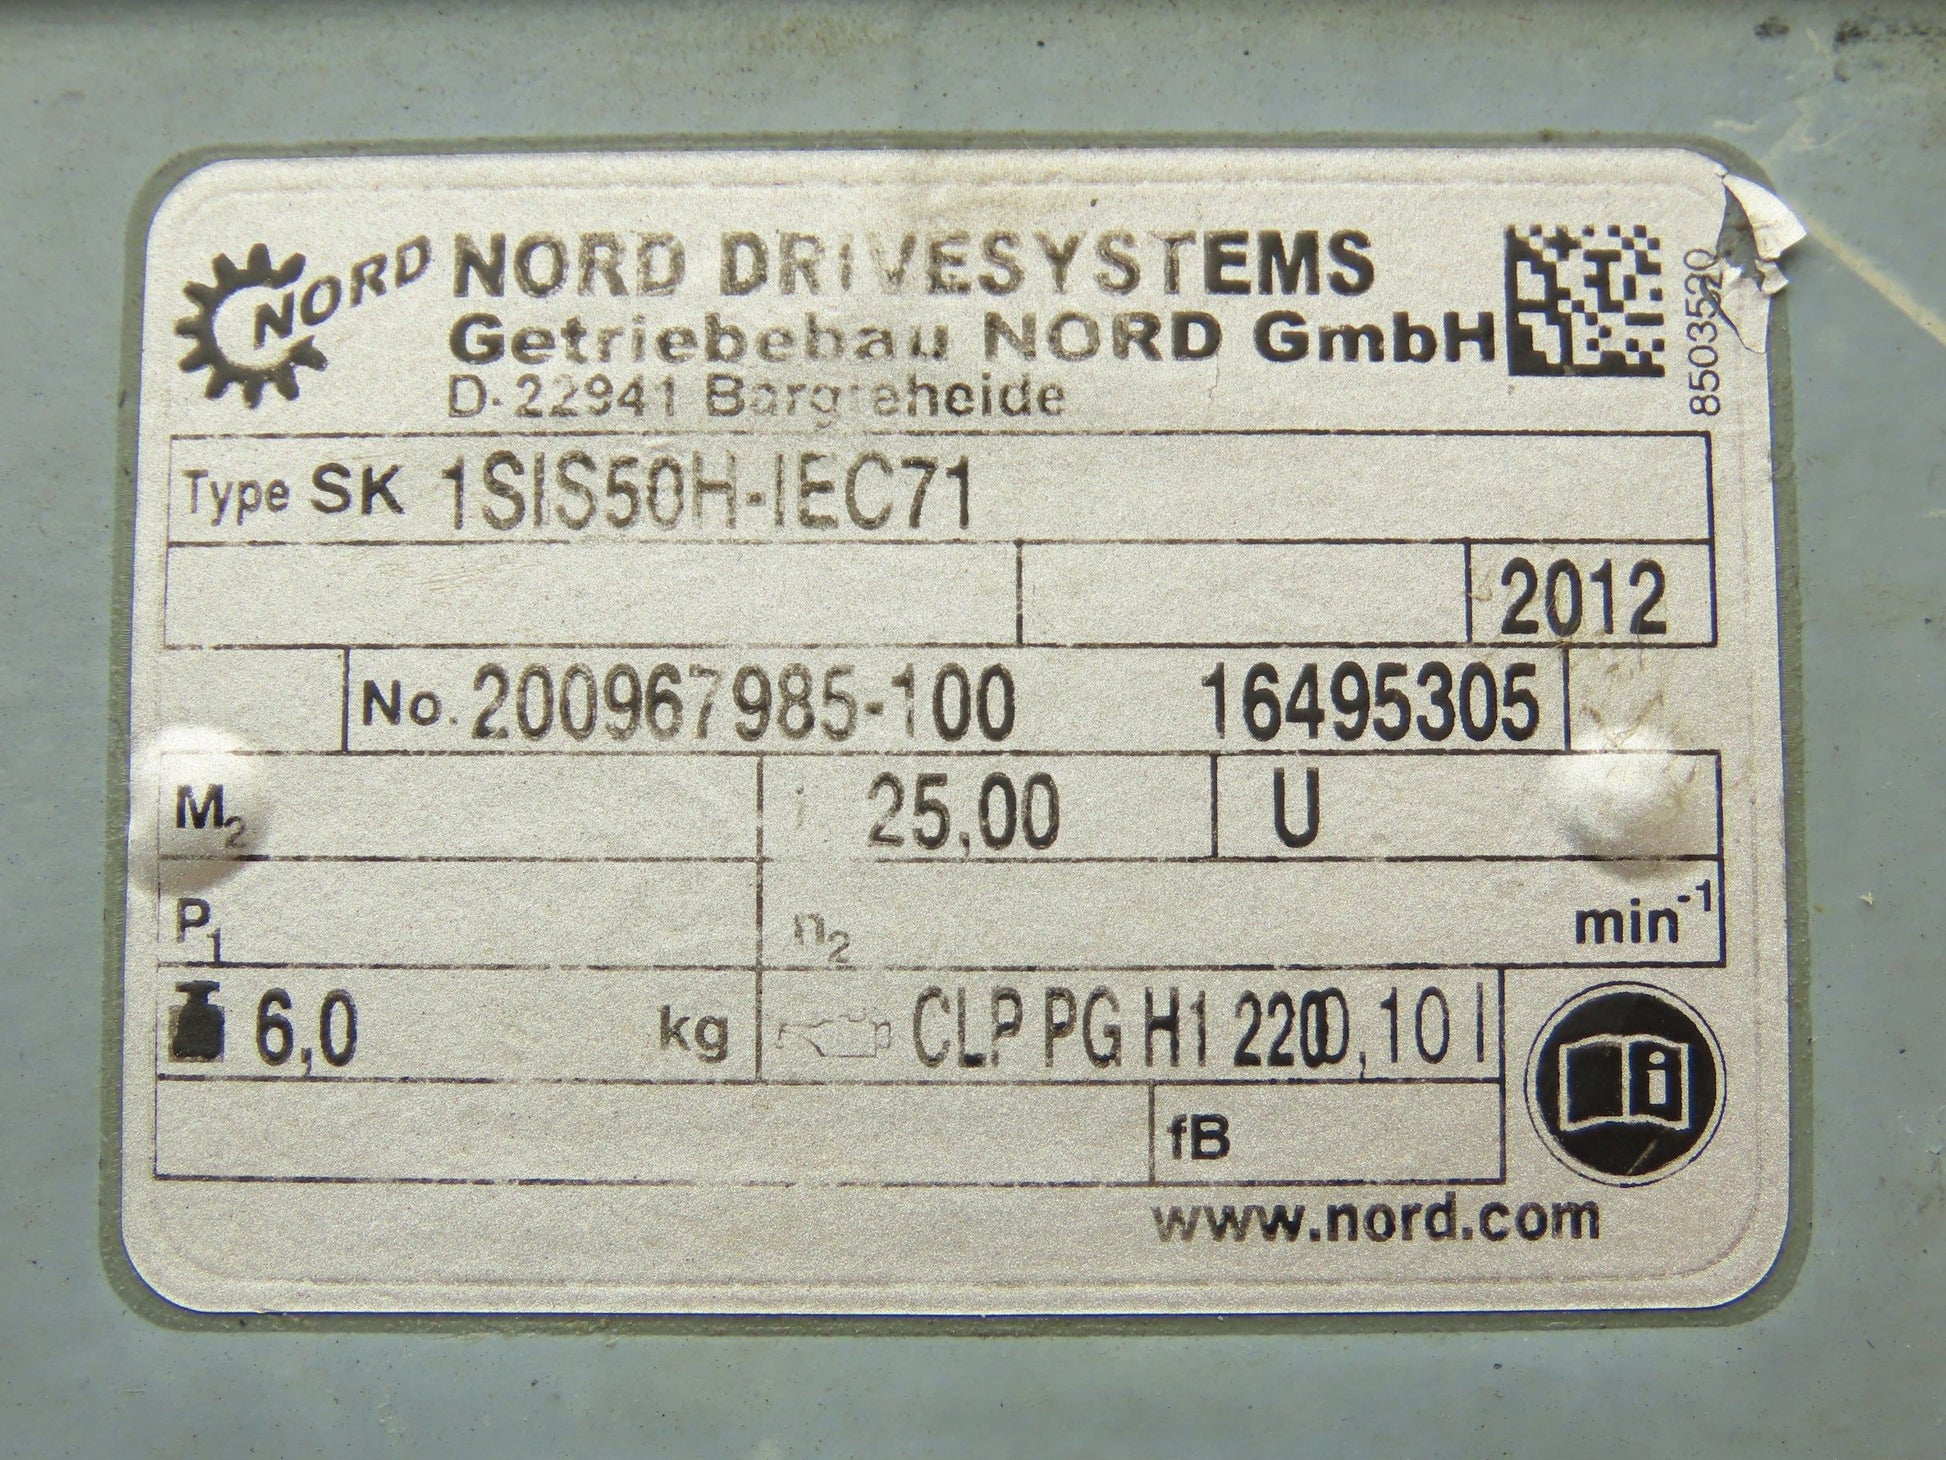 NORD
NORD DRIVESYSTEMS
Getriebebau NORD GmbH
D-22941 Bargteheide
8503520
Type SK 1SIS50H-IEC71
2012
No. 200967985-100 16495305
M2 i 25,00 U
P1 n2 min-1
6,0 kg CLP PG H1 220 0,10 l
fB
www.nord.com